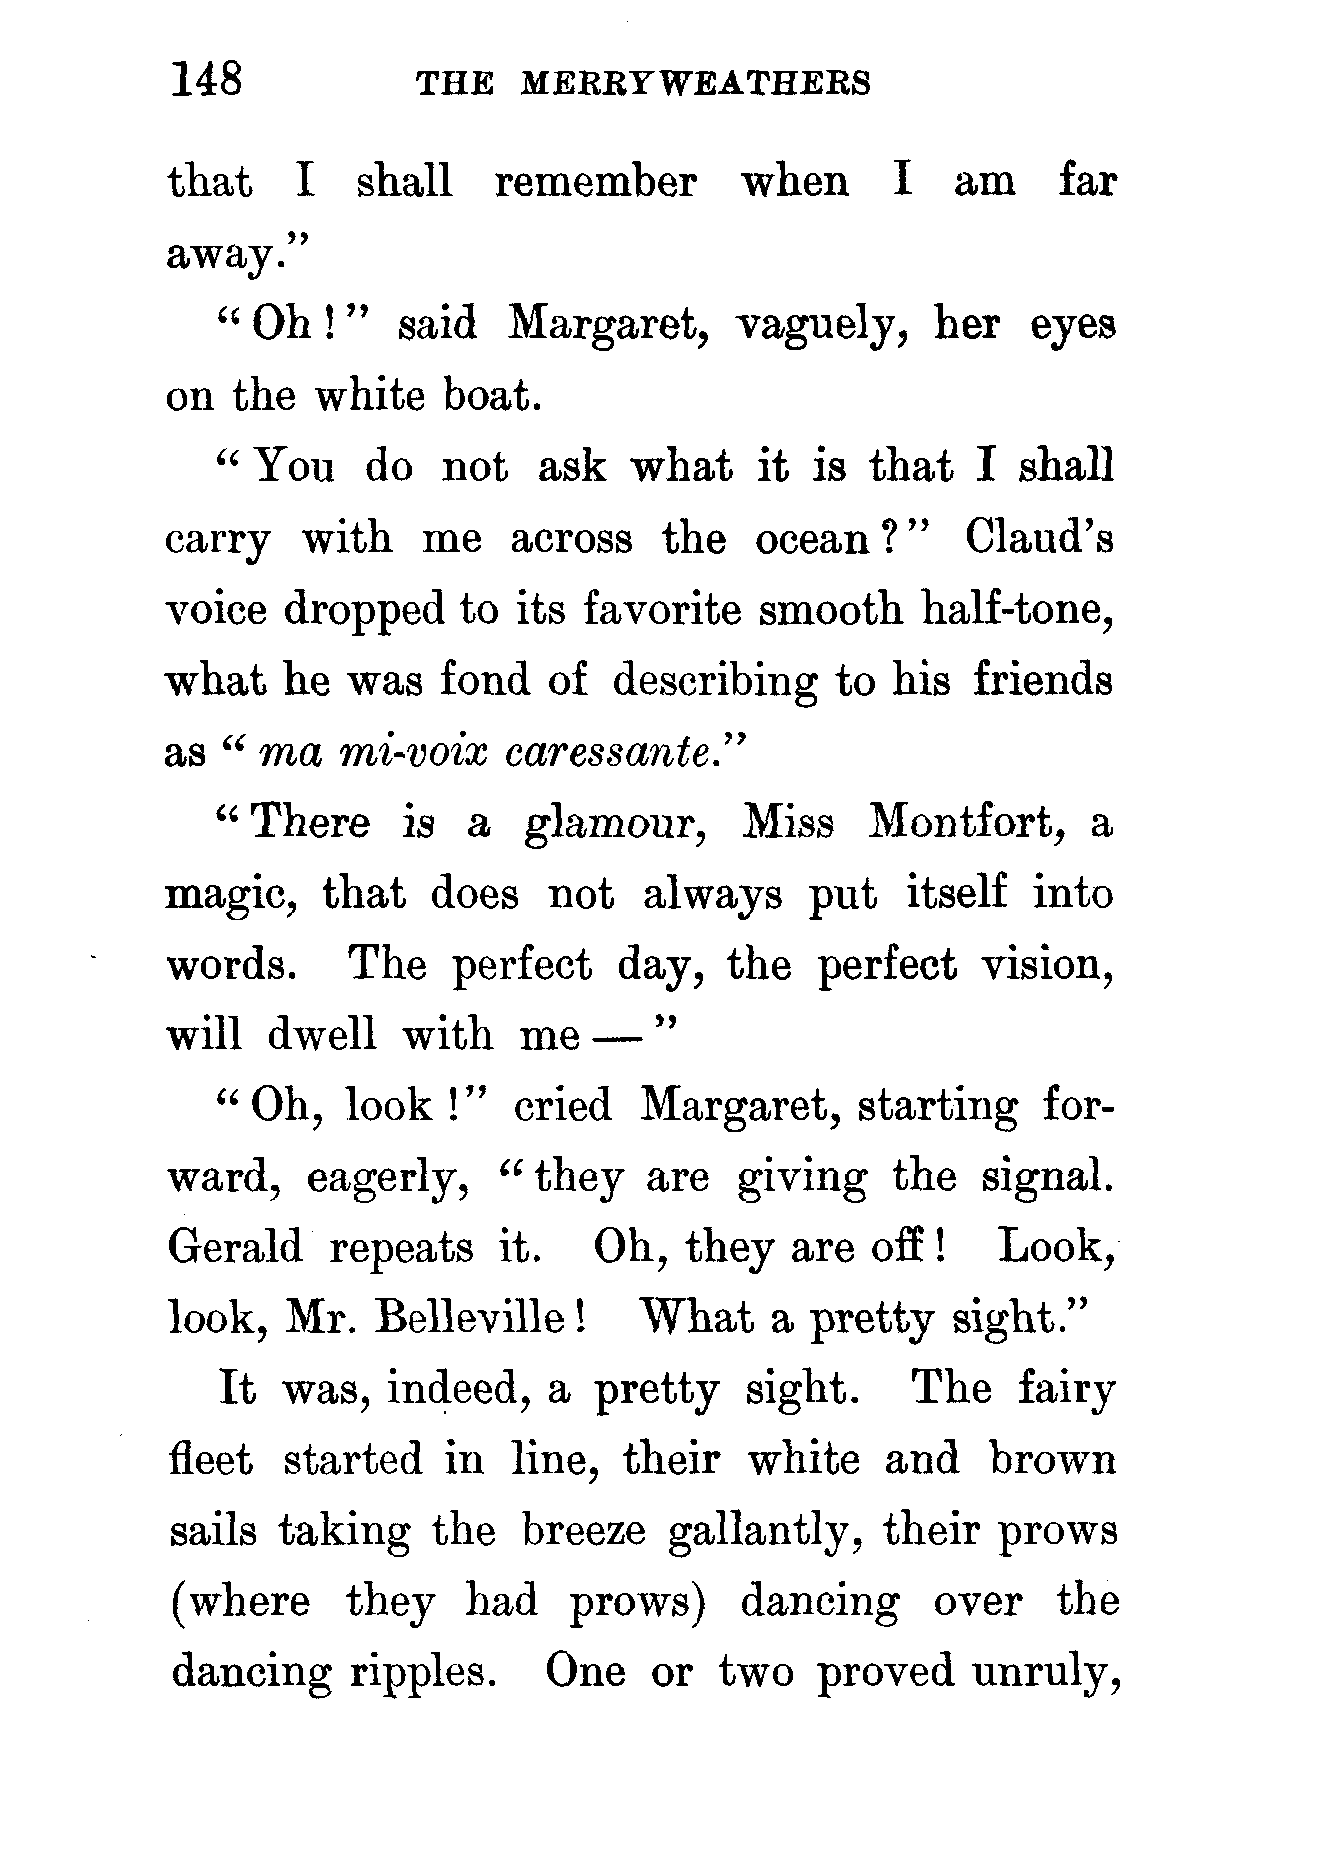 148 THE MERRYWEATHERS
that I shall remember when I am far
away."
"Oh!" said Margaret, vaguely, her eyes
on the white boat.
"You do not ask what it is that I shall
carry with me across the ocean?" Claud's
voice dropped to its favorite smooth half-tone,
what he was fond of describing to his friends
as "ma mi-voix caressante."
"There is a glamour, Miss Montfort, a
magic, that does not always put itself into
words. The perfect day, the perfect vision,
will dwell with me—"
"Oh, look!" cried Margaret, starting for-
ward, eagerly, "they are giving the signal.
Gerald repeats it. Oh, they are off! Look,
look, Mr. Belleville! What a pretty sight."
It was, indeed, a pretty sight. The fairy
fleet started in line, their white and brown
sails taking the breeze gallantly, their prows
(where they had prows) dancing over the
dancing ripples. One or two proved unruly,